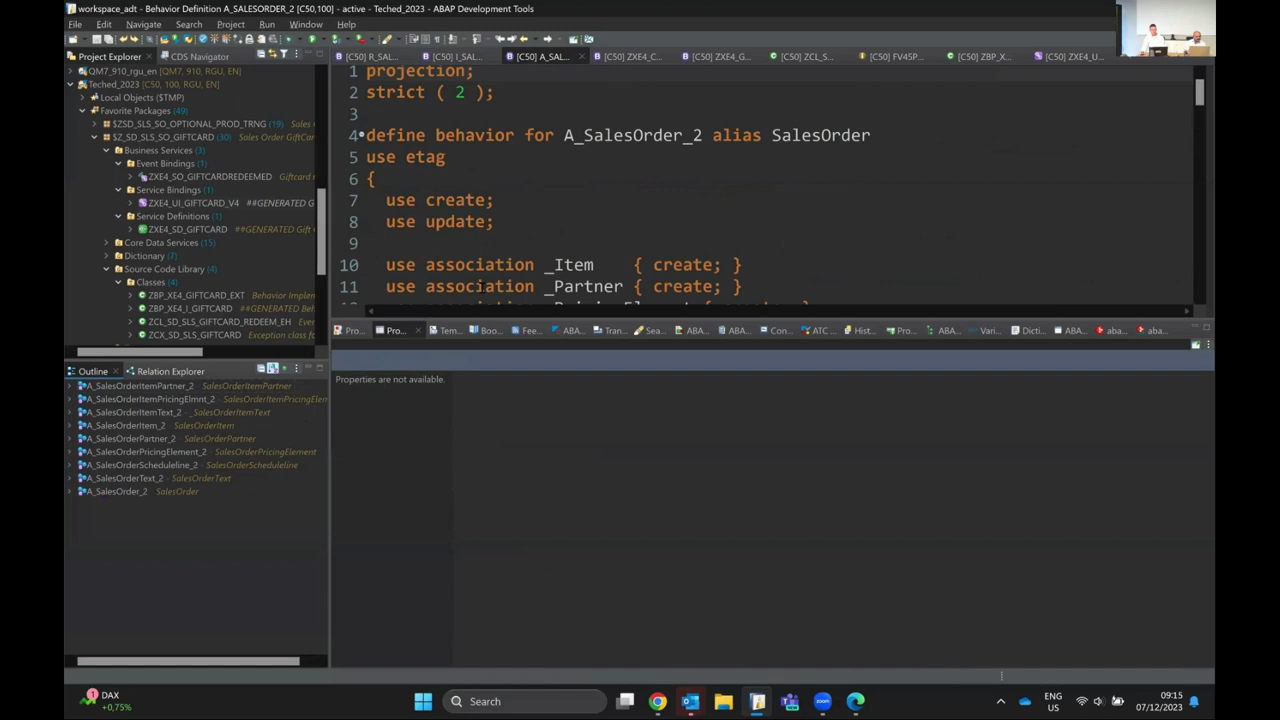 workspace_adt - Behavior Definition A_SALESORDER_2 [C50,100] - active - Teched_2023 - ABAP Development Tools
File Edit Navigate Search Project Run Window Help
Project Explorer CDS Navigator
[C50] R_SAL... [C50] I_SAL... [C50] A_SAL... [C50] ZXE4_C... [C50] ZXE4_G... [C50] ZCL_S... [C50] FV45P... [C50] ZBP_X... [C50] ZXE4_U...
QM7_910_rgu_en [QM7, RGU, EN]
Teched_2023 [C50, 100, RGU, EN]
Local Objects ($TMP)
Favorite Packages (49)
$ZSD_SLS_SO_OPTIONAL_PROD_TRNG (19) Sales
$Z_SD_SLS_SO_GIFTCARD (30) Sales Order GiftCar
Business Services (3)
Event Bindings (1)
ZXE4_SO_GIFTCARDREDEEMED Giftcard
Service Bindings (1)
ZXE4_UI_GIFTCARD_V4 ##GENERATED G
Service Definitions (1)
ZXE4_SD_GIFTCARD ##GENERATED Gift
Core Data Services (15)
Dictionary (7)
Source Code Library (4)
Classes (4)
ZBP_XE4_GIFTCARD_EXT Behavior Implen
ZBP_XE4_I_GIFTCARD ##GENERATED Beh
ZCL_SD_SLS_GIFTCARD_REDEEM_EH Even
ZCX_SD_SLS_GIFTCARD Exception class fo
1 projection;
2 strict ( 2 );
3
4 define behavior for A_SalesOrder_2 alias SalesOrder
5 use etag
6 {
7 use create;
8 use update;
9
10 use association _Item { create; }
11 use association _Partner { create; }
Pro... Pro... Tem... Boo... Fee... ABA... Tran... Sea... ABA... ABA... Con... ATC ... Hist... Pro... ABA... Vari... Dicti... ABA... aba... aba...
Properties are not available.
Outline Relation Explorer
A_SalesOrderItemPartner_2 SalesOrderItemPartner
A_SalesOrderItemPricingElmnt_2 SalesOrderItemPricingElem
A_SalesOrderItemText_2 _SalesOrderItemText
A_SalesOrderItem_2 SalesOrderItem
A_SalesOrderPartner_2 SalesOrderPartner
A_SalesOrderPricingElement_2 SalesOrderPricingElement
A_SalesOrderScheduleline_2 SalesOrderScheduleline
A_SalesOrderText_2 SalesOrderText
A_SalesOrder_2 SalesOrder
1
DAX
+0,75%
Search
zoom
ENG
US
09:15
07/12/2023